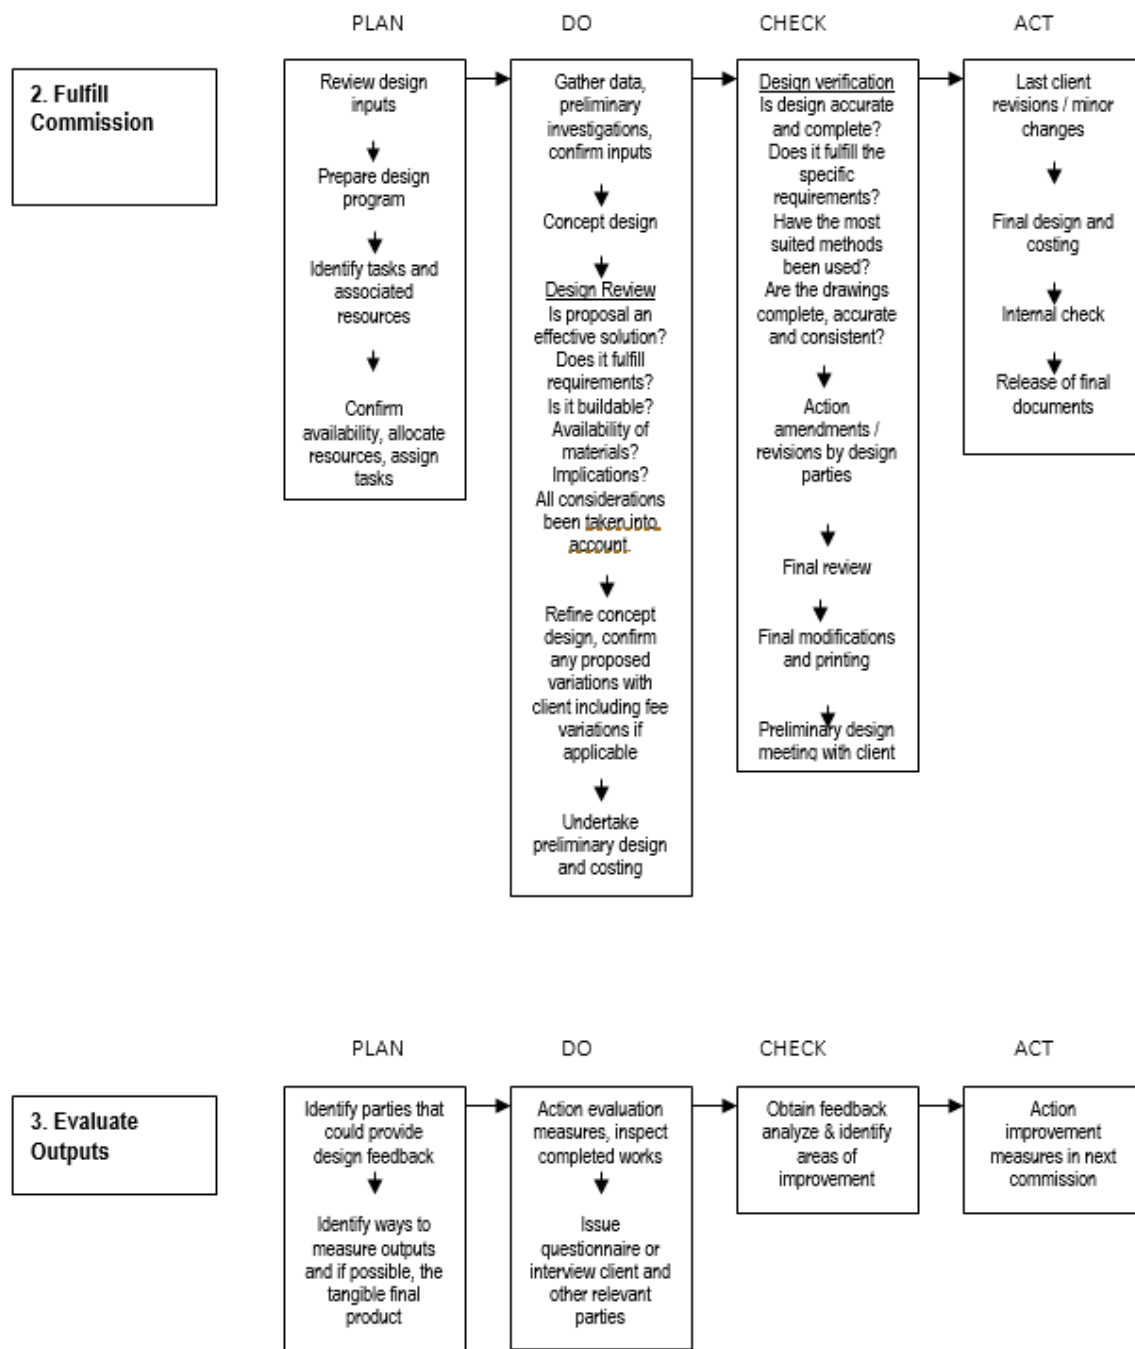 PLAN
DO
CHECK
ACT
2. Fulfill
Commission
Review design
inputs
Prepare design
program
Identify tasks and
associated
resources
Confirm
availability, allocate
resources, assign
tasks
Gather data,
preliminary
investigations,
confirm inputs
Concept design
Design Review
Is proposal an
effective solution?
Does it fulfill
requirements?
Is it buildable?
Availability of
materials?
Implications?
All considerations
been taken into
account.
Refine concept
design, confirm
any proposed
variations with
client including fee
variations if
applicable
Undertake
preliminary design
and costing
Design verification
Is design accurate
and complete?
Does it fulfill the
specific
requirements?
Have the most
suited methods
been used?
Are the drawings
complete, accurate
and consistent?
Action
amendments /
revisions by design
parties
Final review
Final modifications
and printing
Preliminary design
meeting with client
Last client
revisions / minor
changes
Final design and
costing
Internal check
Release of final
documents
PLAN
DO
CHECK
ACT
3. Evaluate
Outputs
Identify parties that
could provide
design feedback
Identify ways to
measure outputs
and if possible, the
tangible final
product
Action evaluation
measures, inspect
completed works
Issue
questionnaire or
interview client and
other relevant
parties
Obtain feedback
analyze & identify
areas of
improvement
Action
improvement
measures in next
commission